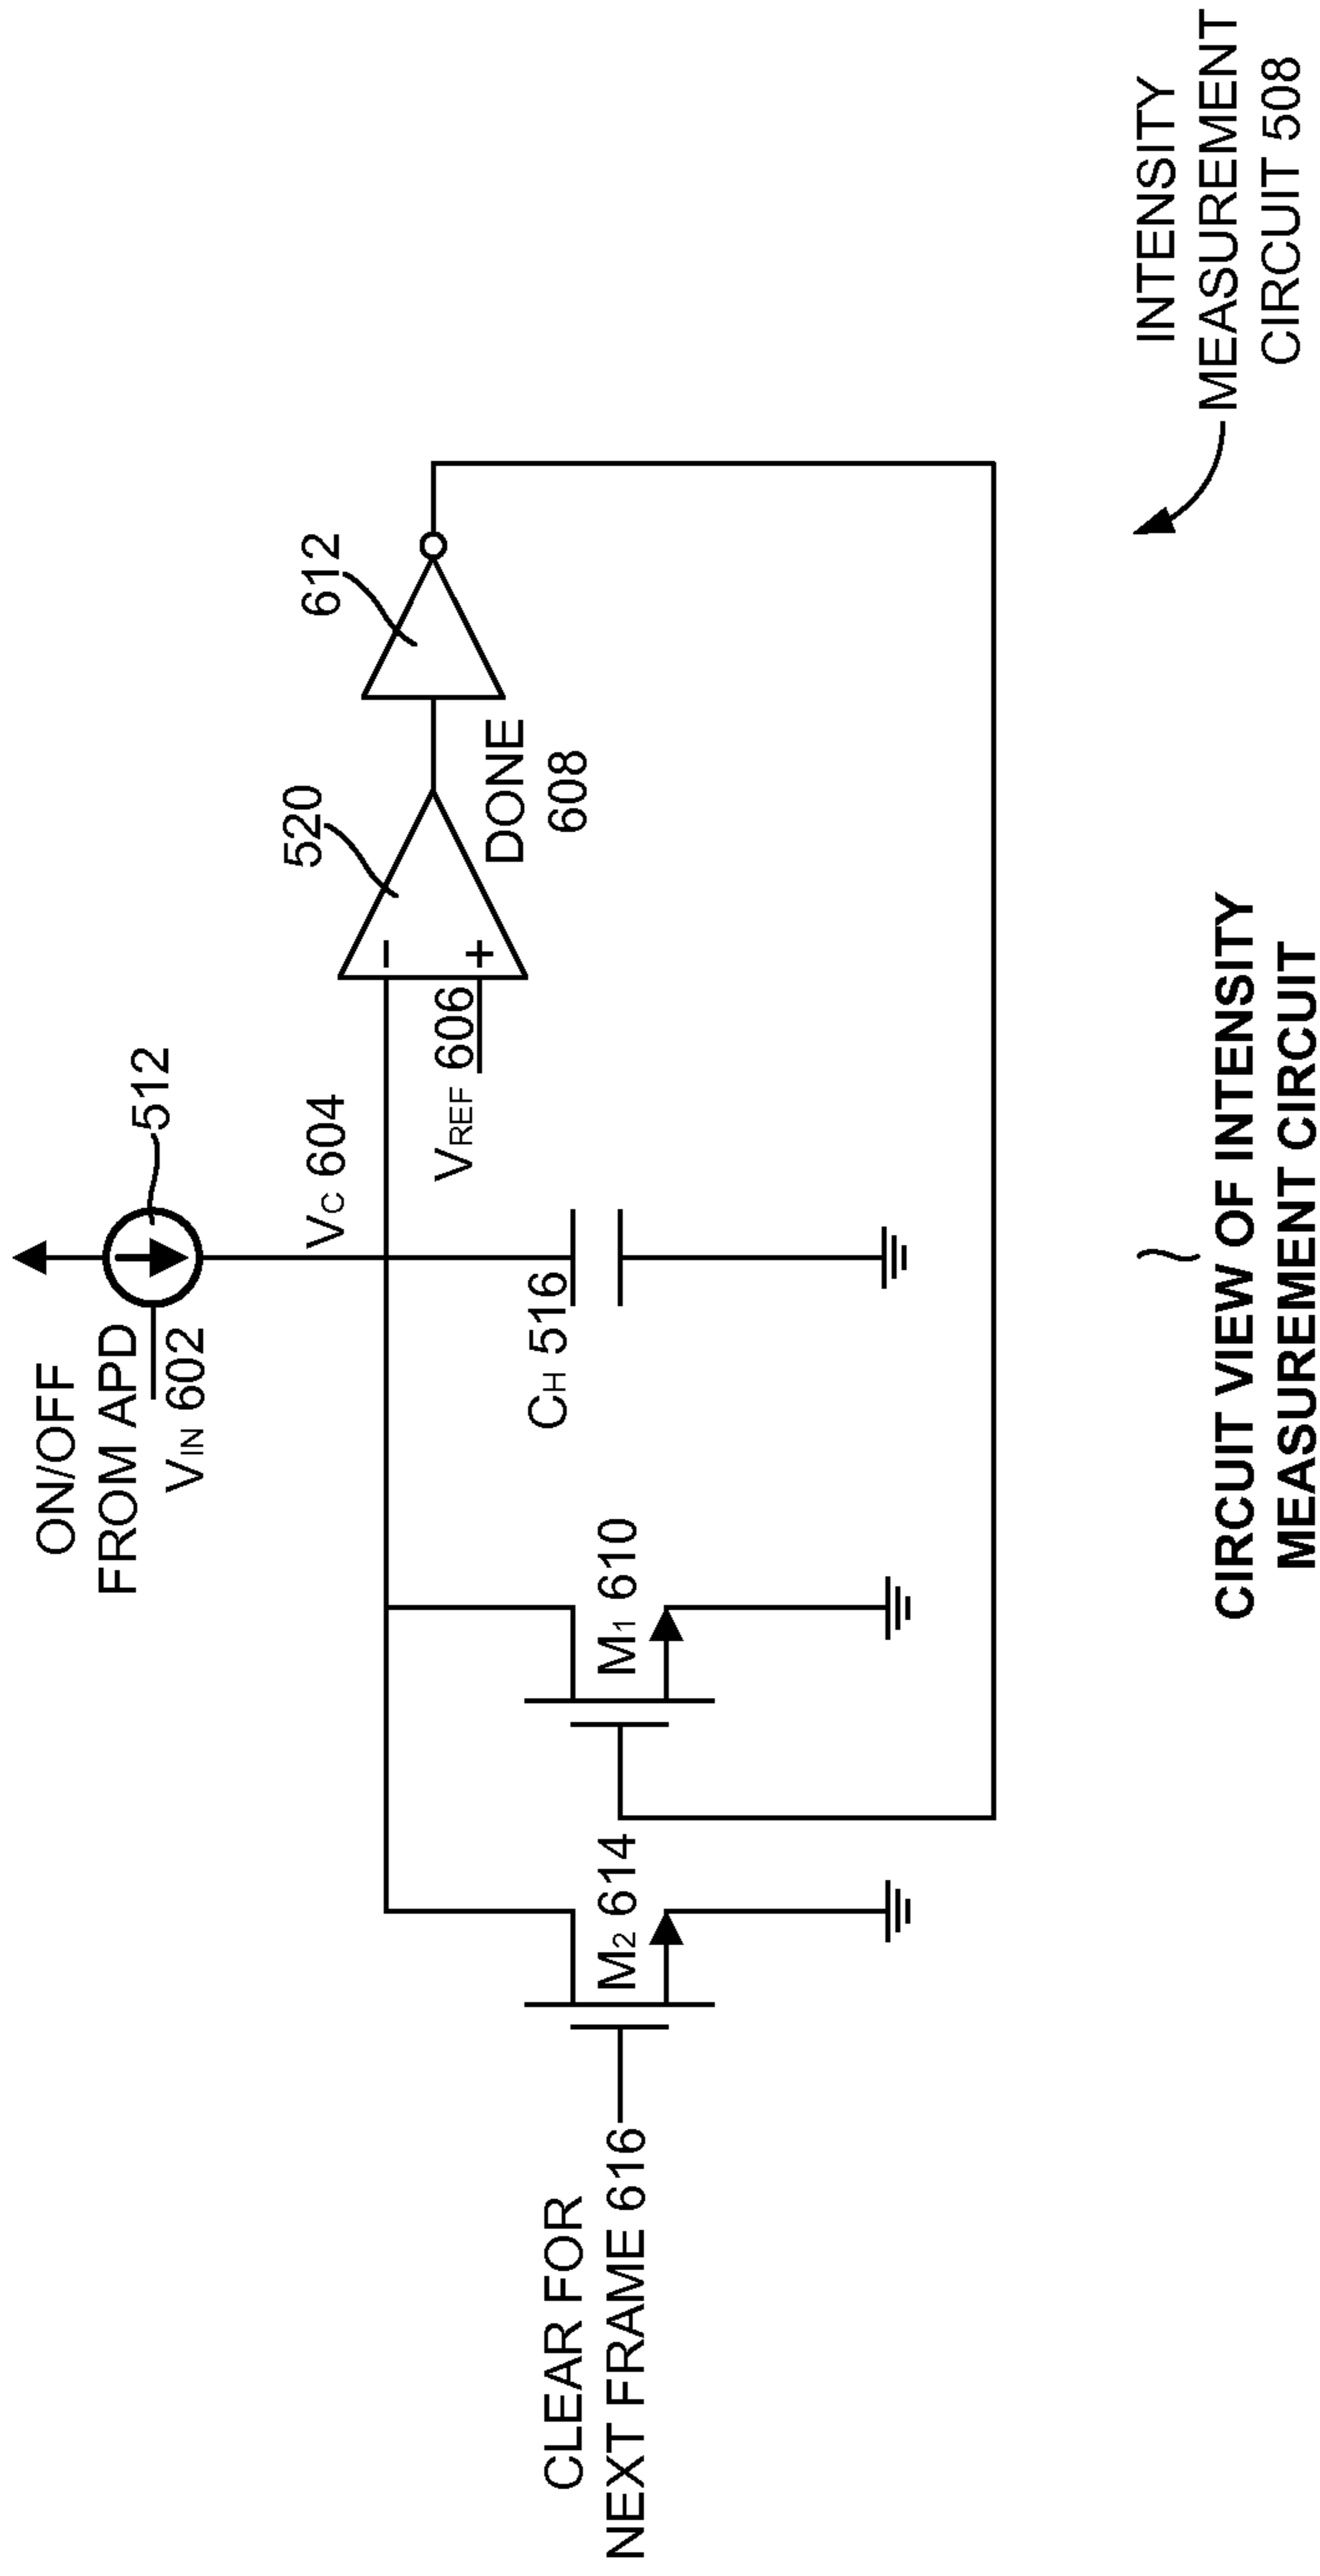 ON/OFF
FROM APD
VIN 602
512
VC 604
520
612
VREF 606
DONE
608
CH 516
M1 610
M2 614
CLEAR FOR
NEXT FRAME 616
INTENSITY
MEASUREMENT
CIRCUIT 508
CIRCUIT VIEW OF INTENSITY
MEASUREMENT CIRCUIT